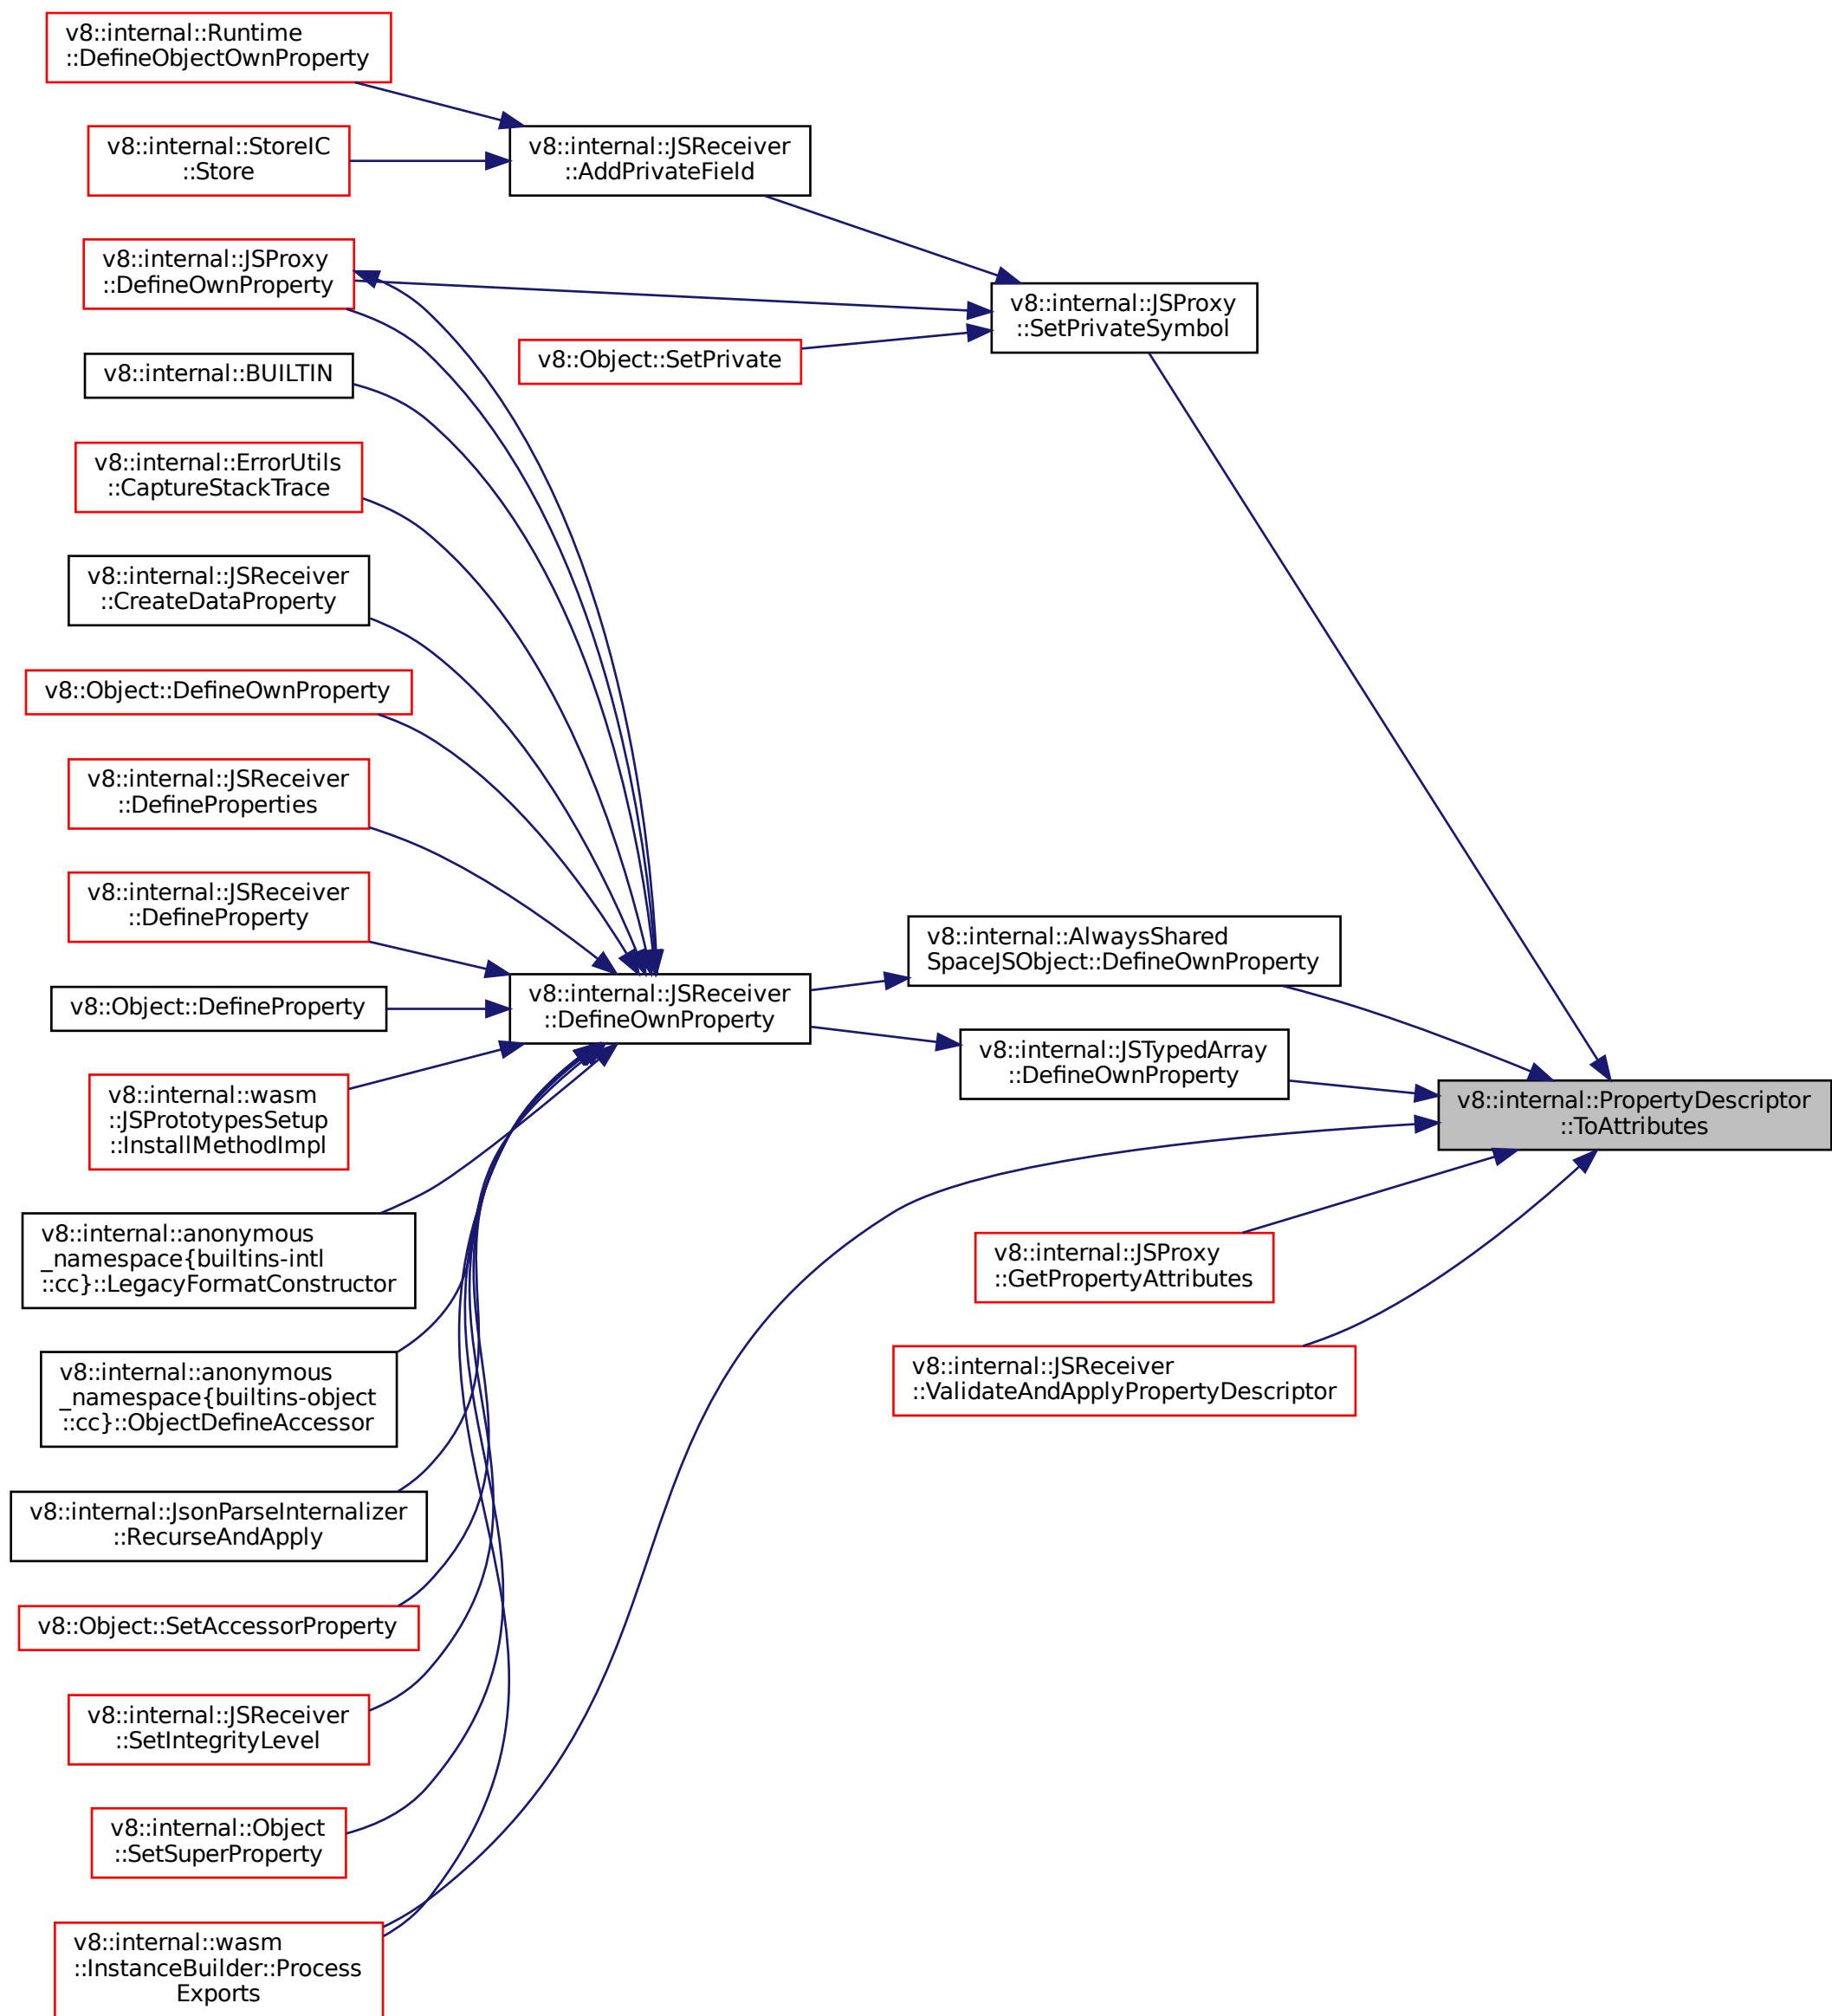 v8::internal::Runtime
::DefineObjectOwnProperty
v8::internal::StoreIC
::Store
v8::internal::JSReceiver
::AddPrivateField
v8::internal::JSProxy
::DefineOwnProperty
v8::internal::JSProxy
::SetPrivateSymbol
v8::Object::SetPrivate
v8::internal::BUILTIN
v8::internal::ErrorUtils
::CaptureStackTrace
v8::internal::JSReceiver
::CreateDataProperty
v8::Object::DefineOwnProperty
v8::internal::JSReceiver
::DefineProperties
v8::internal::JSReceiver
::DefineProperty
v8::Object::DefineProperty
v8::internal::JSReceiver
::DefineOwnProperty
v8::internal::AlwaysShared
SpaceJSObject::DefineOwnProperty
v8::internal::JSTypedArray
::DefineOwnProperty
v8::internal::PropertyDescriptor
::ToAttributes
v8::internal::wasm
::JSPrototypesSetup
::InstallMethodImpl
v8::internal::anonymous
_namespace{builtins-intl
::cc}::LegacyFormatConstructor
v8::internal::JSProxy
::GetPropertyAttributes
v8::internal::JSReceiver
::ValidateAndApplyPropertyDescriptor
v8::internal::anonymous
_namespace{builtins-object
::cc}::ObjectDefineAccessor
v8::internal::JsonParseInternalizer
::RecurseAndApply
v8::Object::SetAccessorProperty
v8::internal::JSReceiver
::SetIntegrityLevel
v8::internal::Object
::SetSuperProperty
v8::internal::wasm
::InstanceBuilder::Process
Exports